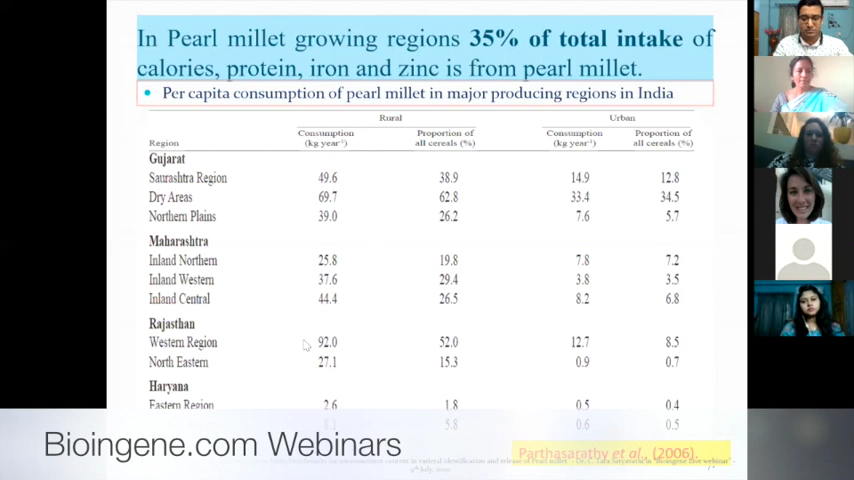 In Pearl millet growing regions 35% of total intake of
calories, protein, iron and zinc is from pearl millet.
• Per capita consumption of pearl millet in major producing regions in India
Rural Urban
Consumption Proportion of Consumption Proportion of
Region (kg year⁻¹) all cereals (%) (kg year⁻¹) all cereals (%)
Gujarat
Saurashtra Region 49.6 38.9 14.9 12.8
Dry Areas 69.7 62.8 33.4 34.5
Northern Plains 39.0 26.2 7.6 5.7
Maharashtra
Inland Northern 25.8 19.8 7.8 7.2
Inland Western 37.6 29.4 3.8 3.5
Inland Central 44.4 26.5 8.2 6.8
Rajasthan
Western Region 92.0 52.0 12.7 8.5
North Eastern 27.1 15.3 0.9 0.7
Haryana
Eastern Region 2.6 1.8 0.5 0.4
8.1 5.8 0.6 0.5
Bioingene.com Webinars
Parthasarathy et al., (2006).